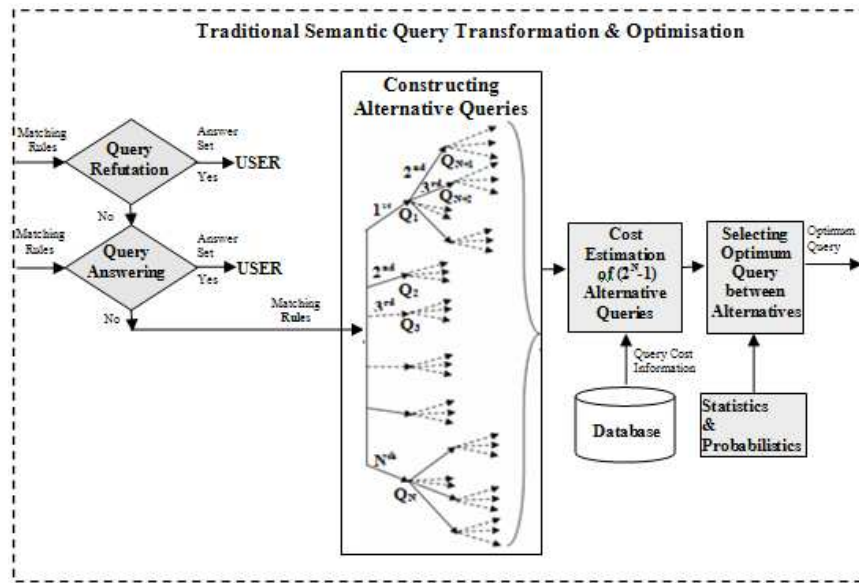 Traditional Semantic Query Transformation & Optimisation
Matching
Rules
Query
Refutation
Answer
Set
Yes
USER
No
Matching
Rules
Query
Answering
Answer
Set
Yes
USER
No
Matching
Rules
Constructing
Alternative Queries
1st
2nd
3rd
QN+1
QN+2
Q1
2nd
Q2
3rd
Q3
Nth
QN
Cost
Estimation
of (2^N-1)
Alternative
Queries
Query Cost
Information
Database
Selecting
Optimum
Query
between
Alternatives
Optimum
Query
Statistics
&
Probabilistics